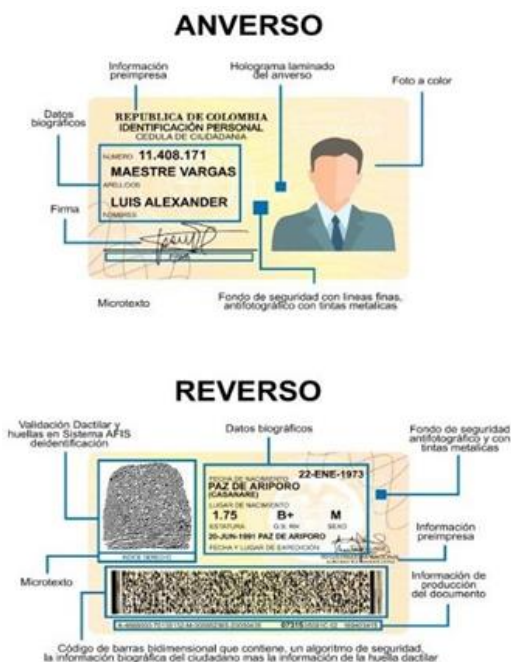 ANVERSO
Información
preimpresa
Holograma laminado
del anverso
Foto a color
Datos
biográficos
REPUBLICA DE COLOMBIA
IDENTIFICACIÓN PERSONAL
CEDULA DE CIUDADANIA
NUMERO 11.408.171
MAESTRE VARGAS
APELLIDOS
LUIS ALEXANDER
NOMBRES
Firma
FIRMA
Microtexto
Fondo de seguridad con lineas finas,
antifotográfico con tintas metalicas
REVERSO
Validación Dactilar y
huellas en Sistema AFIS
deidentificación
Datos biográficos
Fondo de seguridad
antifotográfico y con
tintas metalicas
FECHA DE NACIMIENTO 22-ENE-1973
PAZ DE ARIPORO
(CASANARE)
LUGAR DE NACIMIENTO
1.75 B+ M
ESTATURA G.S. RH SEXO
20-JUN-1991 PAZ DE ARIPORO
FECHA Y LUGAR DE EXPEDICIÓN
INDICE DERECHO
Información
preimpresa
Microtexto
Información de
producción
del documento
Código de barras bidimensional que contiene, un algoritmo de seguridad,
la información biográfica del ciudadano mas la información de la huella dactilar